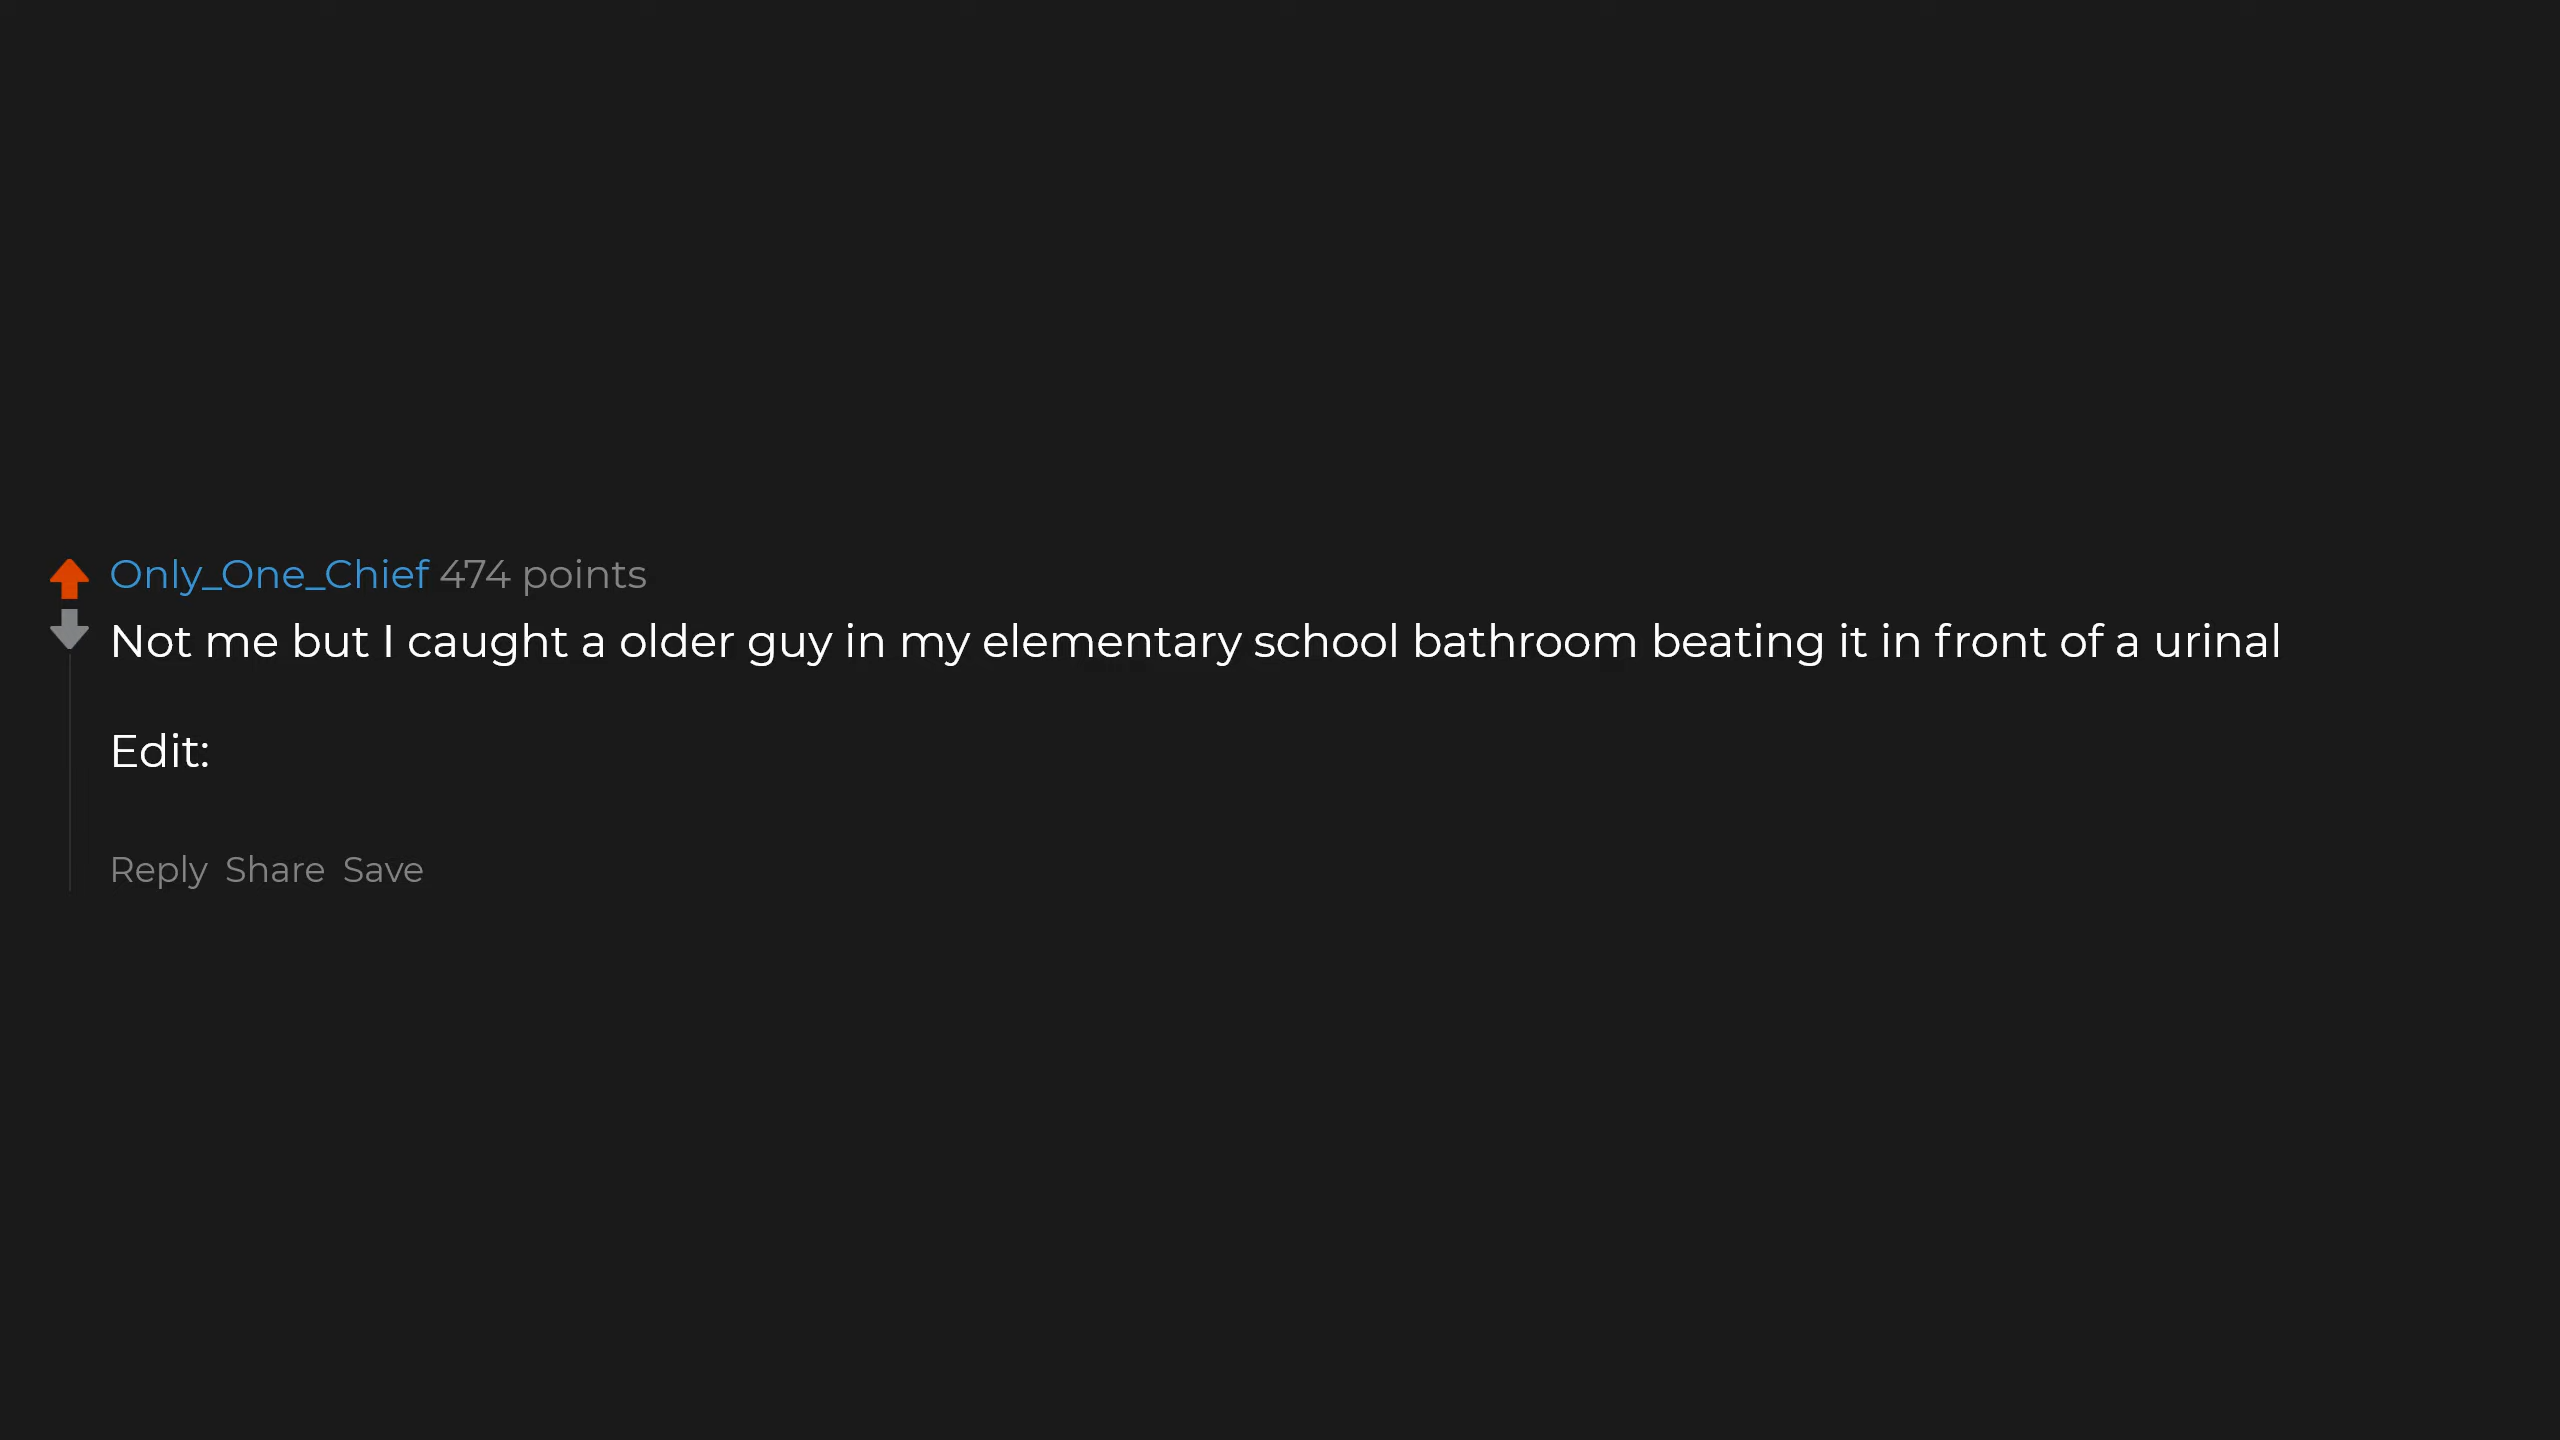 Only_One_Chief 474 points
Not me but I caught a older guy in my elementary school bathroom beating it in front of a urinal
Edit:
Reply Share Save